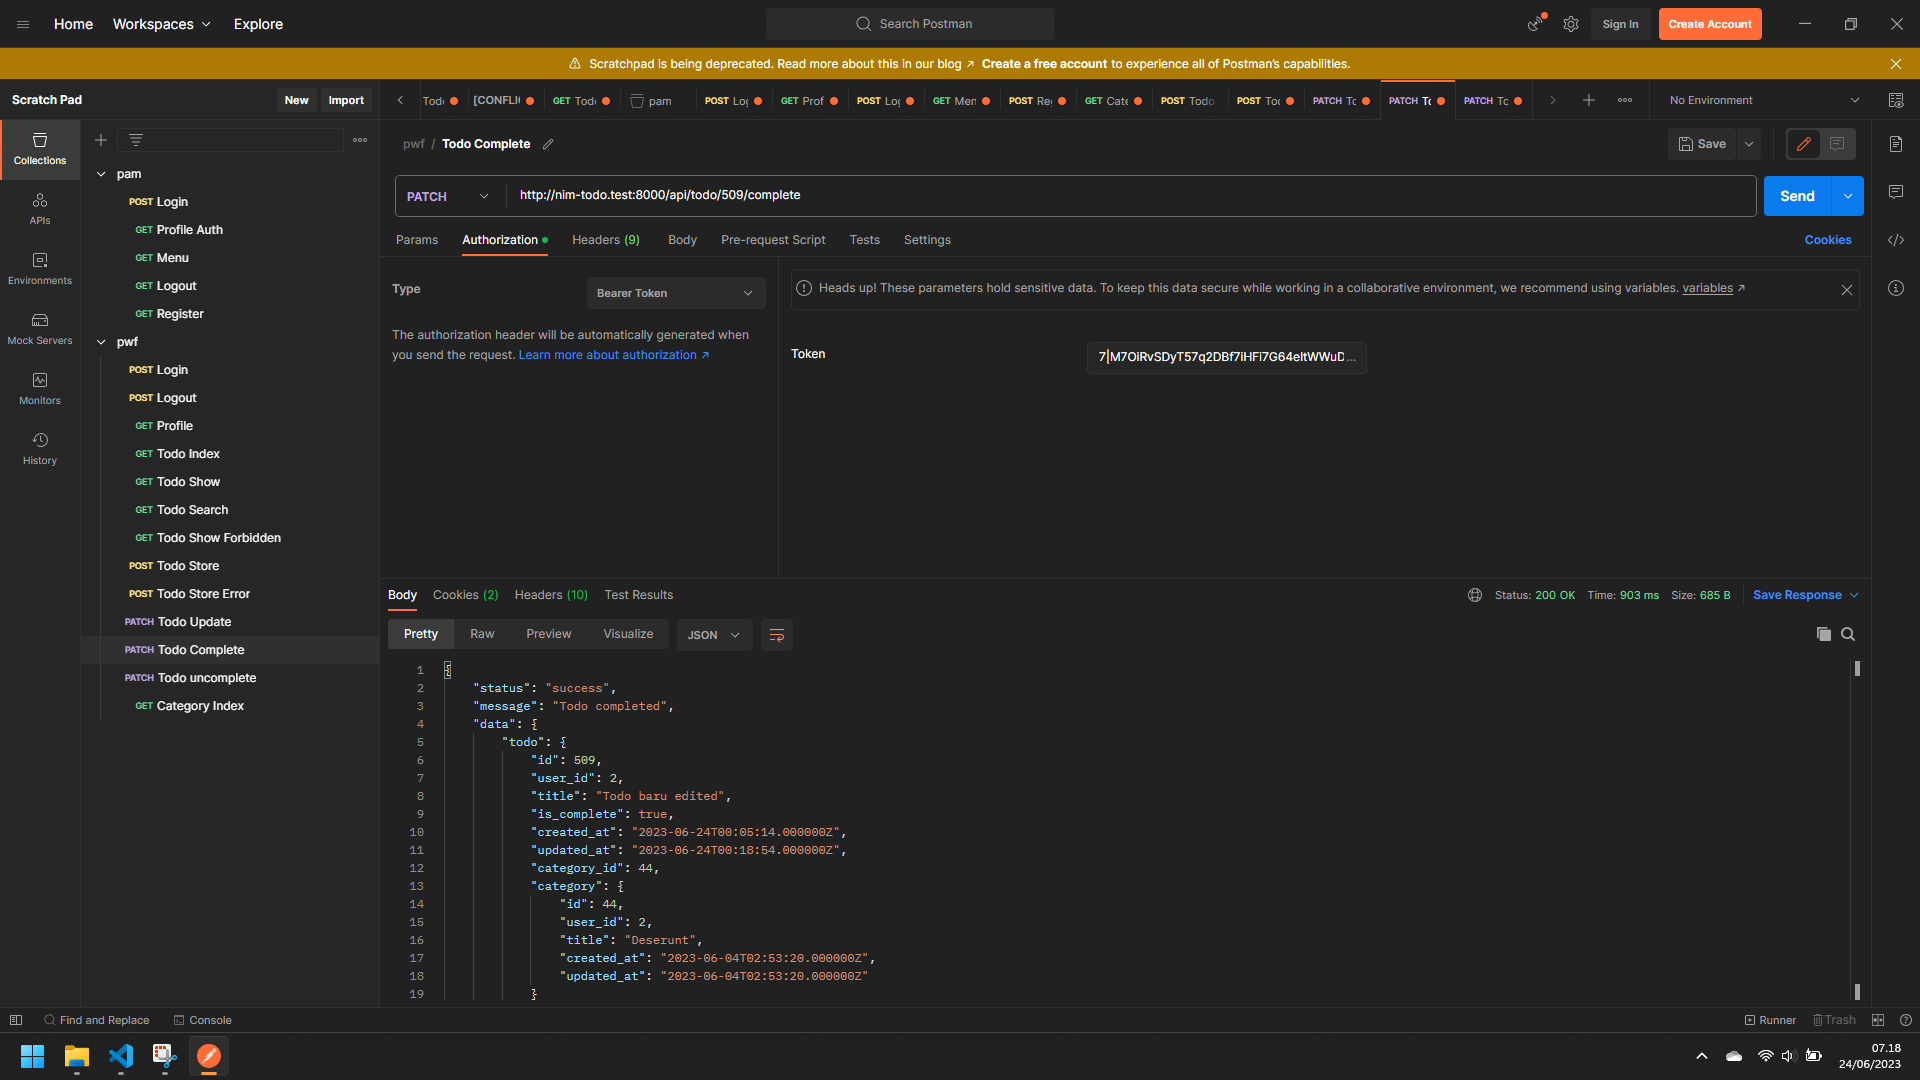 Home
Workspaces
Explore
Search Postman
Sign In
Create Account
Scratchpad is being deprecated. Read more about this in our blog ↗ Create a free account to experience all of Postman's capabilities.
Scratch Pad
New
Import
[CONFLI
GET
pam
POST
GET Prof
POST
GET
POST
GET
POST Todo
POST
PATCH
PATCH
PATCH
No Environment
Collections
APIs
Environments
Mock Servers
Monitors
History
pam
POST Login
GET Profile Auth
GET Menu
GET Logout
GET Register
pwf
POST Login
POST Logout
GET Profile
GET Todo Index
GET Todo Show
GET Todo Search
GET Todo Show Forbidden
POST Todo Store
POST Todo Store Error
PATCH Todo Update
PATCH Todo Complete
PATCH Todo uncomplete
GET Category Index
pwf / Todo Complete
Save
PATCH
http://nim-todo.test:8000/api/todo/509/complete
Send
Params
Authorization
Headers (9)
Body
Pre-request Script
Tests
Settings
Cookies
Type
Bearer Token
The authorization header will be automatically generated when
you send the request. Learn more about authorization ↗
Heads up! These parameters hold sensitive data. To keep this data secure while working in a collaborative environment, we recommend using variables. variables ↗
Token
Body
Cookies (2)
Headers (10)
Test Results
Status: 200 OK
Time: 903 ms
Size: 685 B
Save Response
Pretty
Raw
Preview
Visualize
JSON
1 {
2 "status": "success",
3 "message": "Todo completed",
4 "data": {
5 "todo": {
6 "id": 509,
7 "user_id": 2,
8 "title": "Todo baru edited",
9 "is_complete": true,
10 "created_at": "2023-06-24T00:05:14.000000Z",
11 "updated_at": "2023-06-24T00:18:54.000000Z",
12 "category_id": 44,
13 "category": {
14 "id": 44,
15 "user_id": 2,
16 "title": "Deserunt",
17 "created_at": "2023-06-04T02:53:20.000000Z",
18 "updated_at": "2023-06-04T02:53:20.000000Z"
19 }
Find and Replace
Console
Runner
Trash
07.18
24/06/2023